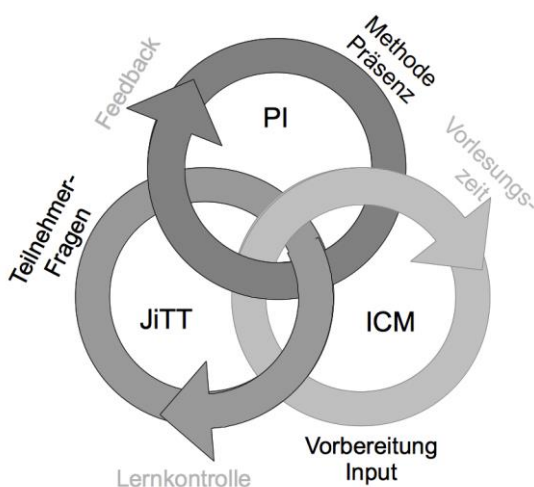 Feedback
Methode
Präsenz
PI
Vorlesungs-
zeit
Teilnehmer-
Fragen
JiTT
ICM
Vorbereitung
Input
Lernkontrolle